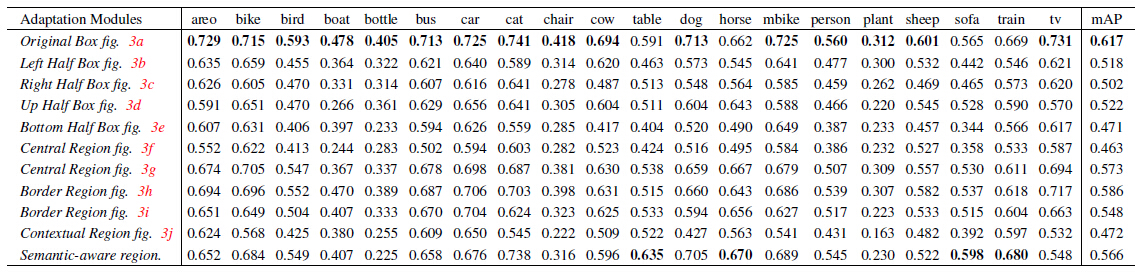 Adaptation Modules areo bike bird boat bottle bus car cat chair cow table dog horse mbike person plant sheep sofa train tv mAP
Original Box fig. 3a 0.729 0.715 0.593 0.478 0.405 0.713 0.725 0.741 0.418 0.694 0.591 0.713 0.662 0.725 0.560 0.312 0.601 0.565 0.669 0.731 0.617
Left Half Box fig. 3b 0.635 0.659 0.455 0.364 0.322 0.621 0.640 0.589 0.314 0.620 0.463 0.573 0.545 0.641 0.477 0.300 0.532 0.442 0.546 0.621 0.518
Right Half Box fig. 3c 0.626 0.605 0.470 0.331 0.314 0.607 0.616 0.641 0.278 0.487 0.513 0.548 0.564 0.585 0.459 0.262 0.469 0.465 0.573 0.620 0.502
Up Half Box fig. 3d 0.591 0.651 0.470 0.266 0.361 0.629 0.656 0.641 0.305 0.604 0.511 0.604 0.643 0.588 0.466 0.220 0.545 0.528 0.590 0.570 0.522
Bottom Half Box fig. 3e 0.607 0.631 0.406 0.397 0.233 0.594 0.626 0.559 0.285 0.417 0.404 0.520 0.490 0.649 0.387 0.233 0.457 0.344 0.566 0.617 0.471
Central Region fig. 3f 0.552 0.622 0.413 0.244 0.283 0.502 0.594 0.603 0.282 0.523 0.424 0.516 0.495 0.584 0.386 0.232 0.527 0.358 0.533 0.587 0.463
Central Region fig. 3g 0.674 0.705 0.547 0.367 0.337 0.678 0.698 0.687 0.381 0.630 0.538 0.659 0.667 0.679 0.507 0.309 0.557 0.530 0.611 0.694 0.573
Border Region fig. 3h 0.694 0.696 0.552 0.470 0.389 0.687 0.706 0.703 0.398 0.631 0.515 0.660 0.643 0.686 0.539 0.307 0.582 0.537 0.618 0.717 0.586
Border Region fig. 3i 0.651 0.649 0.504 0.407 0.333 0.670 0.704 0.624 0.323 0.625 0.533 0.594 0.656 0.627 0.517 0.223 0.533 0.515 0.604 0.663 0.548
Contextual Region fig. 3j 0.624 0.568 0.425 0.380 0.255 0.609 0.650 0.545 0.222 0.509 0.522 0.427 0.563 0.541 0.431 0.163 0.482 0.392 0.597 0.532 0.472
Semantic-aware region. 0.652 0.684 0.549 0.407 0.225 0.658 0.676 0.738 0.316 0.596 0.635 0.705 0.670 0.689 0.545 0.230 0.522 0.598 0.680 0.548 0.566